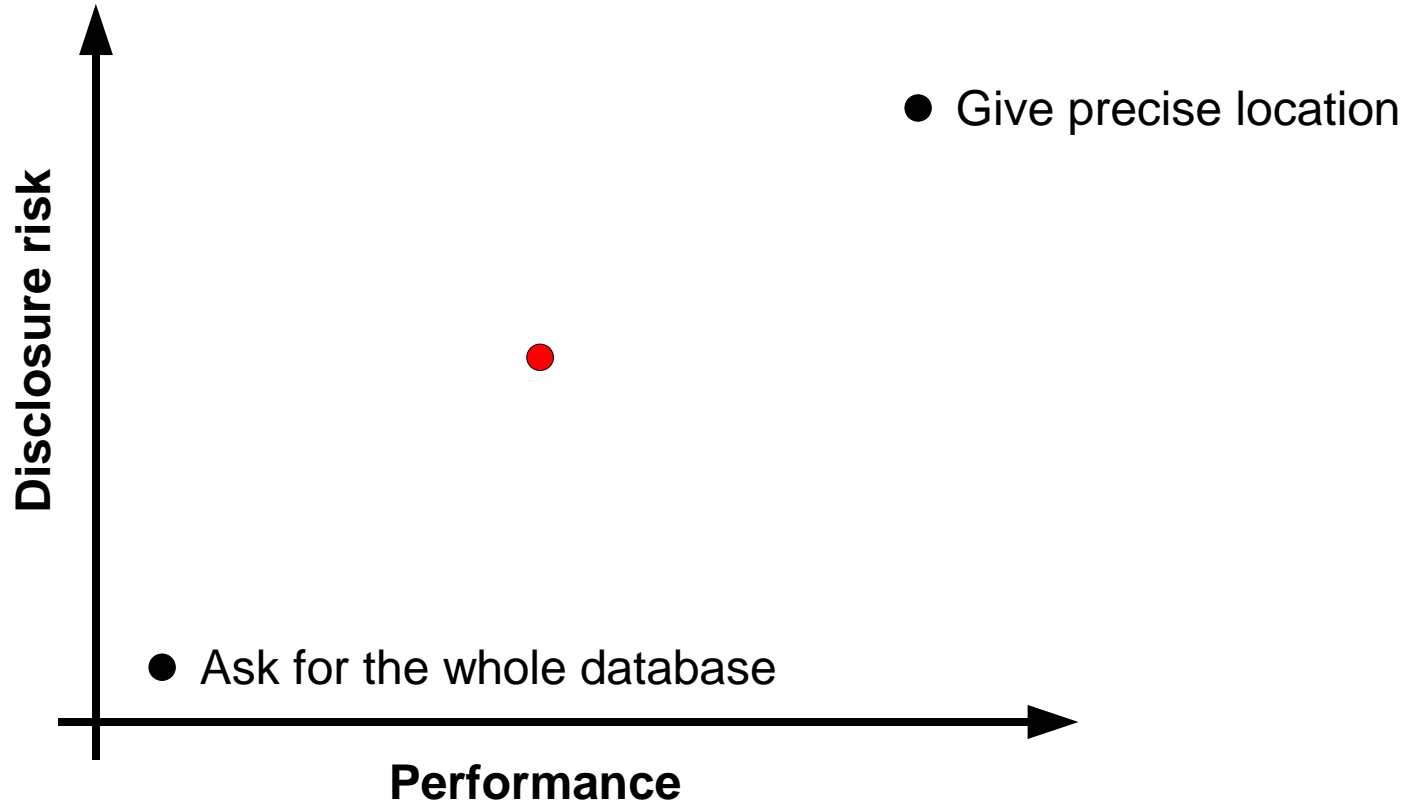 Give precise location
Disclosure risk
Ask for the whole database
Performance